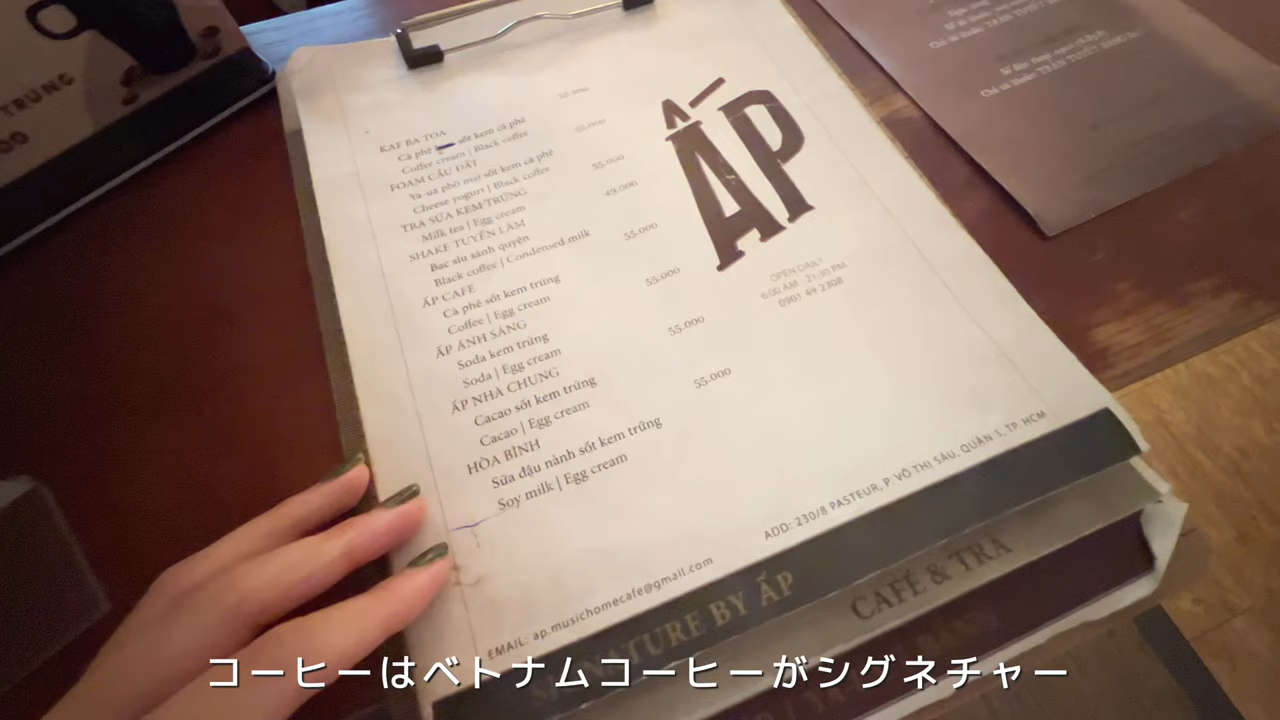 TRUNG
KAF BA TOA
Cà phê sốt kem cà phê
Coffee cream | Black coffee
55.000
FOAM CẦU ĐẤT
Ya-ua phô mai sốt kem cà phê
Cheese yogurt | Black coffee
55.000
TRÀ SỮA KEM TRỨNG
Milk tea | Egg cream
49.000
SHAKE TUYÊN LÂM
Bạc sỉu sánh quyện
Black coffee | Condensed milk
55.000
ẤP CAFE
Cà phê sốt kem trứng
Coffee | Egg cream
55.000
ẤP ÁNH SÁNG
Soda kem trứng
Soda | Egg cream
55.000
ẤP NHÀ CHUNG
Cacao sốt kem trứng
Cacao | Egg cream
55.000
HÒA BÌNH
Sữa đậu nành sốt kem trứng
Soy milk | Egg cream
ẤP
OPEN DAILY
6:00 AM 21:30 PM
0901 49 2308
EMAIL: ap.musichomecafe@gmail.com
ADD: 230/8 PASTEUR, P. VÕ THỊ SÁU, QUẬN 3, TP. HCM
SIGNATURE BY ẤP
CAFÉ & TRÀ
コーヒーはベトナムコーヒーがシグネチャー